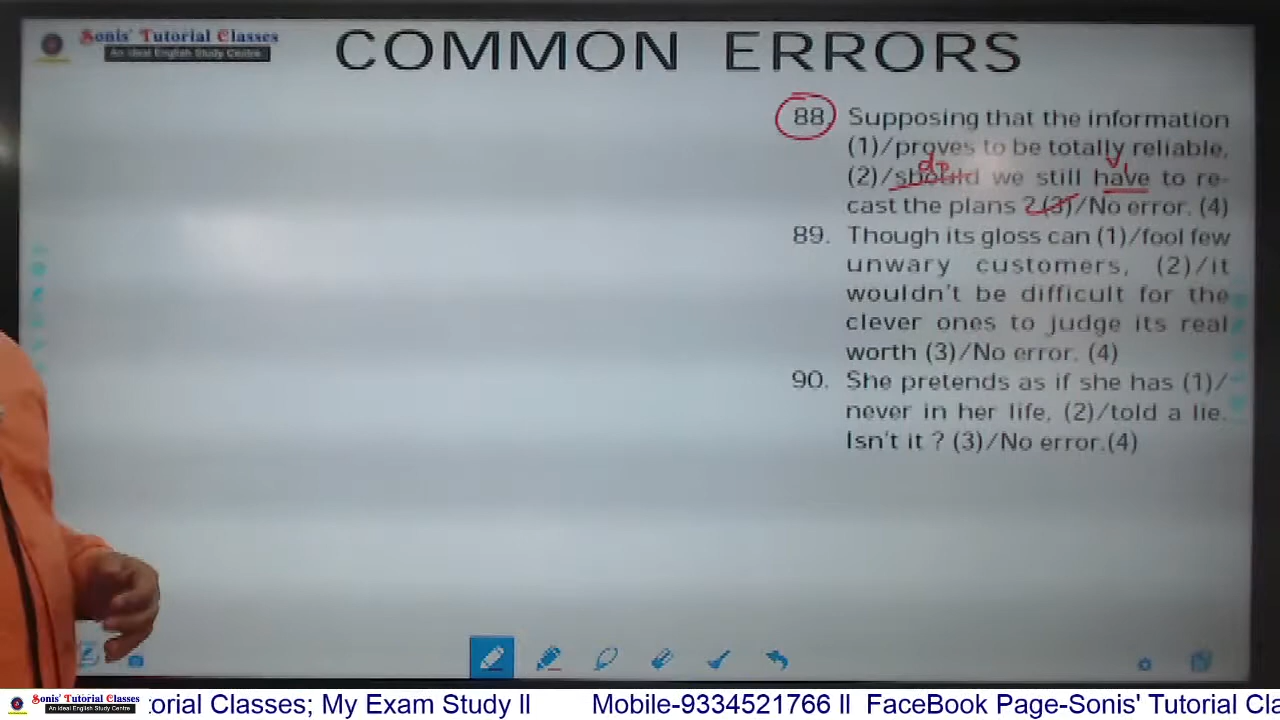 Sonis' Tutorial Classes
An Ideal English Study Centre
COMMON ERRORS
88. Supposing that the information
(1)/proves to be totally reliable,
do V1
(2)/should we still have to re-
cast the plans ? (3)/No error. (4)
89. Though its gloss can (1)/fool few
unwary customers, (2)/it
wouldn't be difficult for the
clever ones to judge its real
worth (3)/No error. (4)
90. She pretends as if she has (1)/
never in her life, (2)/told a lie.
Isn't it ? (3)/No error.(4)
Sonis' Tutorial Classes
An Ideal English Study Centre
torial Classes; My Exam Study ll Mobile-9334521766 ll FaceBook Page-Sonis' Tutorial Cla